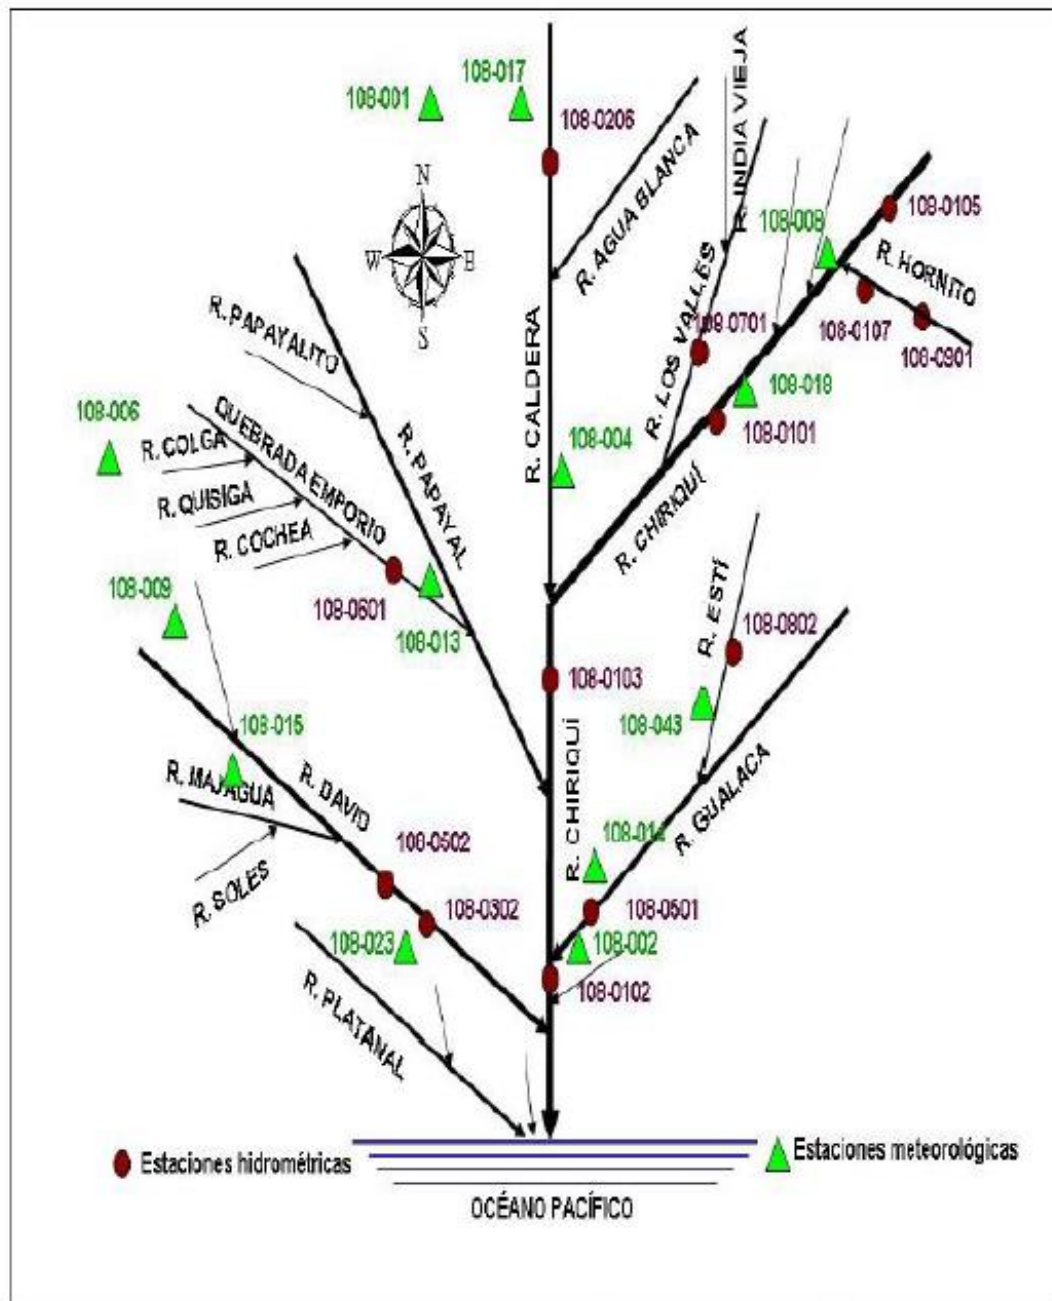 108-017
108-001
108-0206
R. INDIA VIEJA
R. AGUA BLANCA
N
W
E
S
108-008
108-0105
R. HORNITO
108-0107
108-0901
R. PAPAYALITO
R. CALDERA
R. LOS VALLES
108-0701
108-018
108-0101
108-006
R. COLGA
QUEBRADA EMPORIO
R. PAPAYAL
108-004
R. QUISIGA
R. COCHEA
R. CHIRIQUÍ
108-009
108-0601
108-013
R. ESTÍ
108-0802
108-0103
108-043
108-015
R. MAJAGUA
R. DAVID
R. CHIRIQUÍ
R. GUALACA
R. SOLES
108-0502
108-0302
108-023
108-0501
108-002
108-0102
R. PLATANAL
Estaciones hidrométricas
Estaciones meteorológicas
OCÉANO PACÍFICO